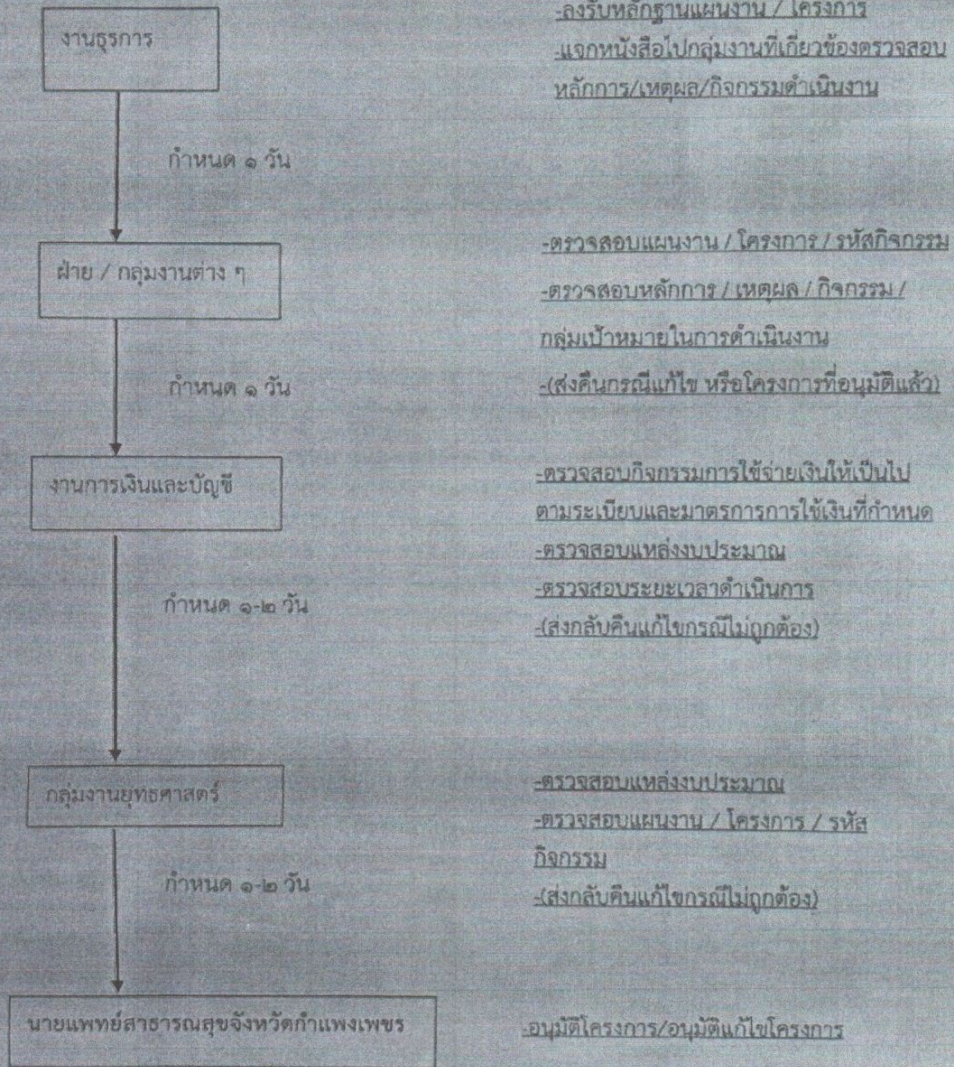 -ลงรับหลักฐานแผนงาน / โครงการ
งานธุรการ
-แจกหนังสือไปกลุ่มงานที่เกี่ยวข้องตรวจสอบ
หลักการ/เหตุผล/กิจกรรมดำเนินงาน
กำหนด ๑ วัน
ฝ่าย / กลุ่มงานต่าง ๆ
-ตรวจสอบแผนงาน / โครงการ / รหัสกิจกรรม
-ตรวจสอบหลักการ / เหตุผล / กิจกรรม /
กลุ่มเป้าหมายในการดำเนินงาน
-(ส่งคืนกรณีแก้ไข หรือโครงการที่อนุมัติแล้ว)
กำหนด ๑ วัน
งานการเงินและบัญชี
-ตรวจสอบกิจกรรมการใช้จ่ายเงินให้เป็นไป
ตามระเบียบและมาตรการการใช้เงินที่กำหนด
-ตรวจสอบแหล่งงบประมาณ
-ตรวจสอบระยะเวลาดำเนินการ
-(ส่งกลับคืนแก้ไขกรณีไม่ถูกต้อง)
กำหนด ๑-๒ วัน
กลุ่มงานยุทธศาสตร์
-ตรวจสอบแหล่งงบประมาณ
-ตรวจสอบแผนงาน / โครงการ / รหัส
กิจกรรม
-(ส่งกลับคืนแก้ไขกรณีไม่ถูกต้อง)
กำหนด ๑-๒ วัน
นายแพทย์สาธารณสุขจังหวัดกำแพงเพชร
-อนุมัติโครงการ/อนุมัติแก้ไขโครงการ